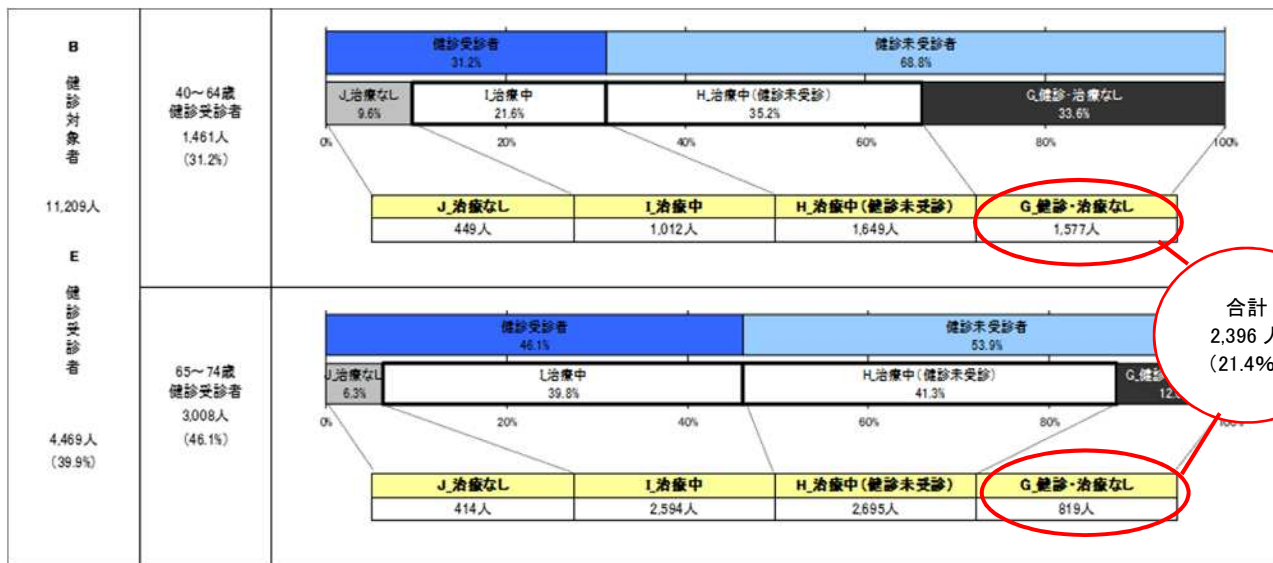 B
健診対象者
11,209人
E
健診受診者
4,469人
(39.9%)
40～64歳
健診受診者
1,461人
(31.2%)
健診受診者
31.2%
健診未受診者
68.8%
J_治療なし
9.6%
I_治療中
21.6%
H_治療中(健診未受診)
35.2%
G_健診・治療なし
33.6%
0% 20% 40% 60% 80% 100%
J_治療なし I_治療中 H_治療中(健診未受診) G_健診・治療なし
449人 1,012人 1,649人 1,577人
合計
2,396 人
(21.4%
65～74歳
健診受診者
3,008人
(46.1%)
健診受診者
46.1%
健診未受診者
53.9%
J_治療なし
6.3%
I_治療中
39.8%
H_治療中(健診未受診)
41.3%
G_健診
12.
0% 20% 40% 60% 80% 100%
J_治療なし I_治療中 H_治療中(健診未受診) G_健診・治療なし
414人 2,594人 2,695人 819人